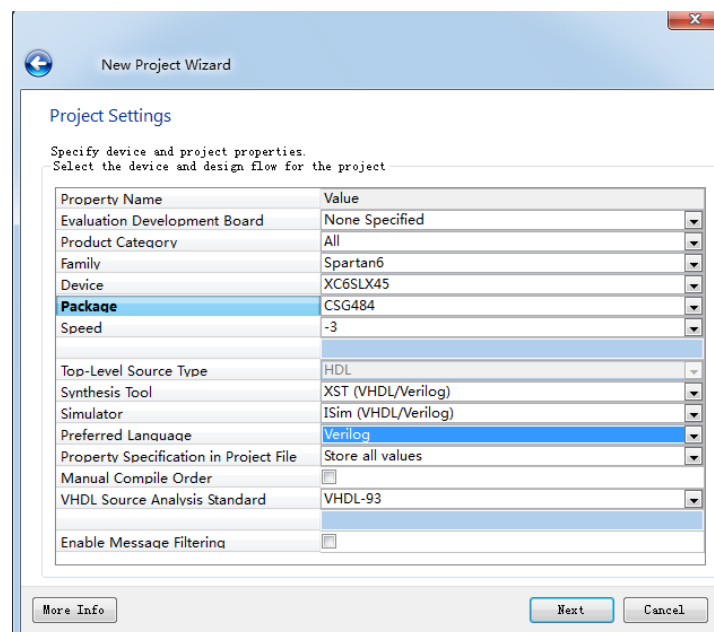 New Project Wizard
Project Settings
Specify device and project properties.
Select the device and design flow for the project
Property Name Value
Evaluation Development Board None Specified
Product Category All
Family Spartan6
Device XC6SLX45
Package CSG484
Speed -3
Top-Level Source Type HDL
Synthesis Tool XST (VHDL/Verilog)
Simulator ISim (VHDL/Verilog)
Preferred Language Verilog
Property Specification in Project File Store all values
Manual Compile Order
VHDL Source Analysis Standard VHDL-93
Enable Message Filtering
More Info Next Cancel